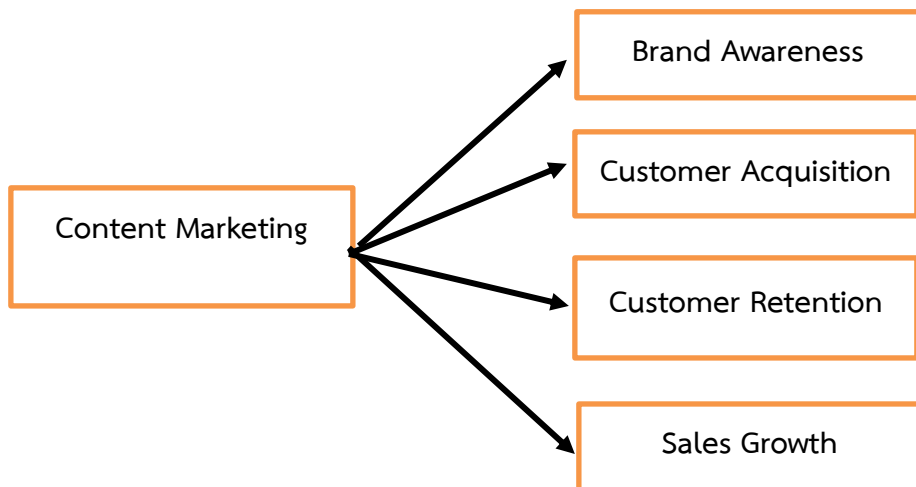 Brand Awareness
Customer Acquisition
Content Marketing
Customer Retention
Sales Growth